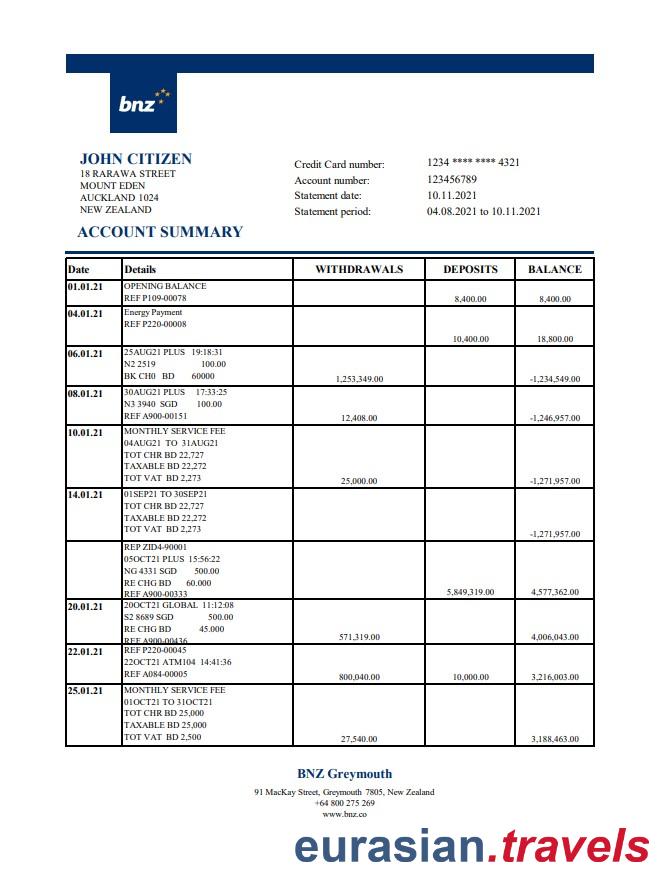 bnz
JOHN CITIZEN
18 RARAWA STREET
MOUNT EDEN
AUCKLAND 1024
NEW ZEALAND
Credit Card number: 1234 **** **** 4321
Account number: 123456789
Statement date: 10.11.2021
Statement period: 04.08.2021 to 10.11.2021
ACCOUNT SUMMARY
Date Details WITHDRAWALS DEPOSITS BALANCE
01.01.21 OPENING BALANCE
REF P109-00078 8,400.00 8,400.00
04.01.21 Energy Payment
REF P220-00008
10,400.00 18,800.00
06.01.21 25AUG21 PLUS 19:18:31
N2 2519 100.00
BK CH0 BD 60000 1,253,349.00 -1,234,549.00
08.01.21 30AUG21 PLUS 17:33:25
N3 3940 SGD 100.00
REF A900-00151 12,408.00 -1,246,957.00
10.01.21 MONTHLY SERVICE FEE
04AUG21 TO 31AUG21
TOT CHR BD 22,727
TAXABLE BD 22,272
TOT VAT BD 2,273 25,000.00 -1,271,957.00
14.01.21 01SEP21 TO 30SEP21
TOT CHR BD 22,727
TAXABLE BD 22,272
TOT VAT BD 2,273 -1,271,957.00
REP ZID4-90001
05OCT21 PLUS 15:56:22
NG 4331 SGD 500.00
RE CHG BD 60.000
REF A900-00333 5,849,319.00 4,577,362.00
20.01.21 20OCT21 GLOBAL 11:12:08
S2 8689 SGD 500.00
RE CHG BD 45.000
REF A900-00436 571,319.00 4,006,043.00
22.01.21 REF P220-00045
22OCT21 ATM104 14:41:36
REF A084-00005 800,040.00 10,000.00 3,216,003.00
25.01.21 MONTHLY SERVICE FEE
01OCT21 TO 31OCT21
TOT CHR BD 25,000
TAXABLE BD 25,000
TOT VAT BD 2,500 27,540.00 3,188,463.00
BNZ Greymouth
91 MacKay Street, Greymouth 7805, New Zealand
+64 800 275 269
www.bnz.co
eurasian.travels